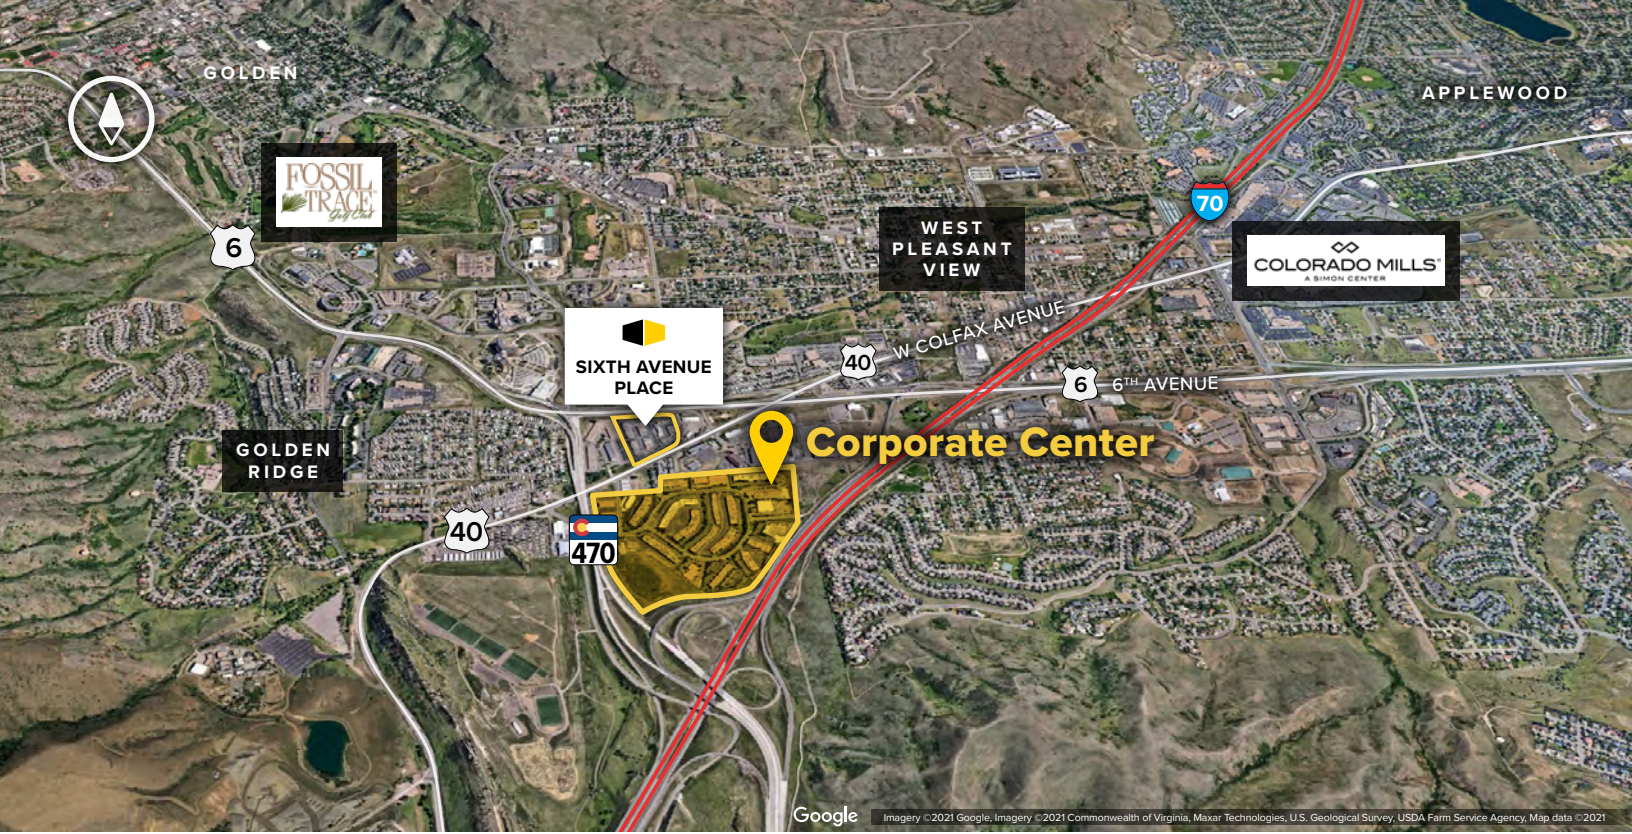 GOLDEN
APPLEWOOD
FOSSIL
TRACE
Golf Club
70
6
WEST
PLEASANT
VIEW
COLORADO MILLS®
A SIMON CENTER
SIXTH AVENUE
PLACE
40
W COLFAX AVENUE
6
6TH AVENUE
Corporate Center
GOLDEN
RIDGE
40
470
Google
Imagery ©2021 Google, Imagery ©2021 Commonwealth of Virginia, Maxar Technologies, U.S. Geological Survey, USDA Farm Service Agency, Map data ©2021